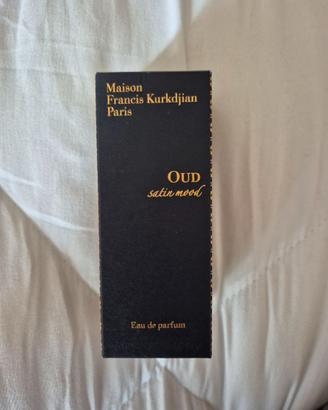 Maison
Francis Kurkdjian
Paris
OUD
satin mood
Eau de parfum